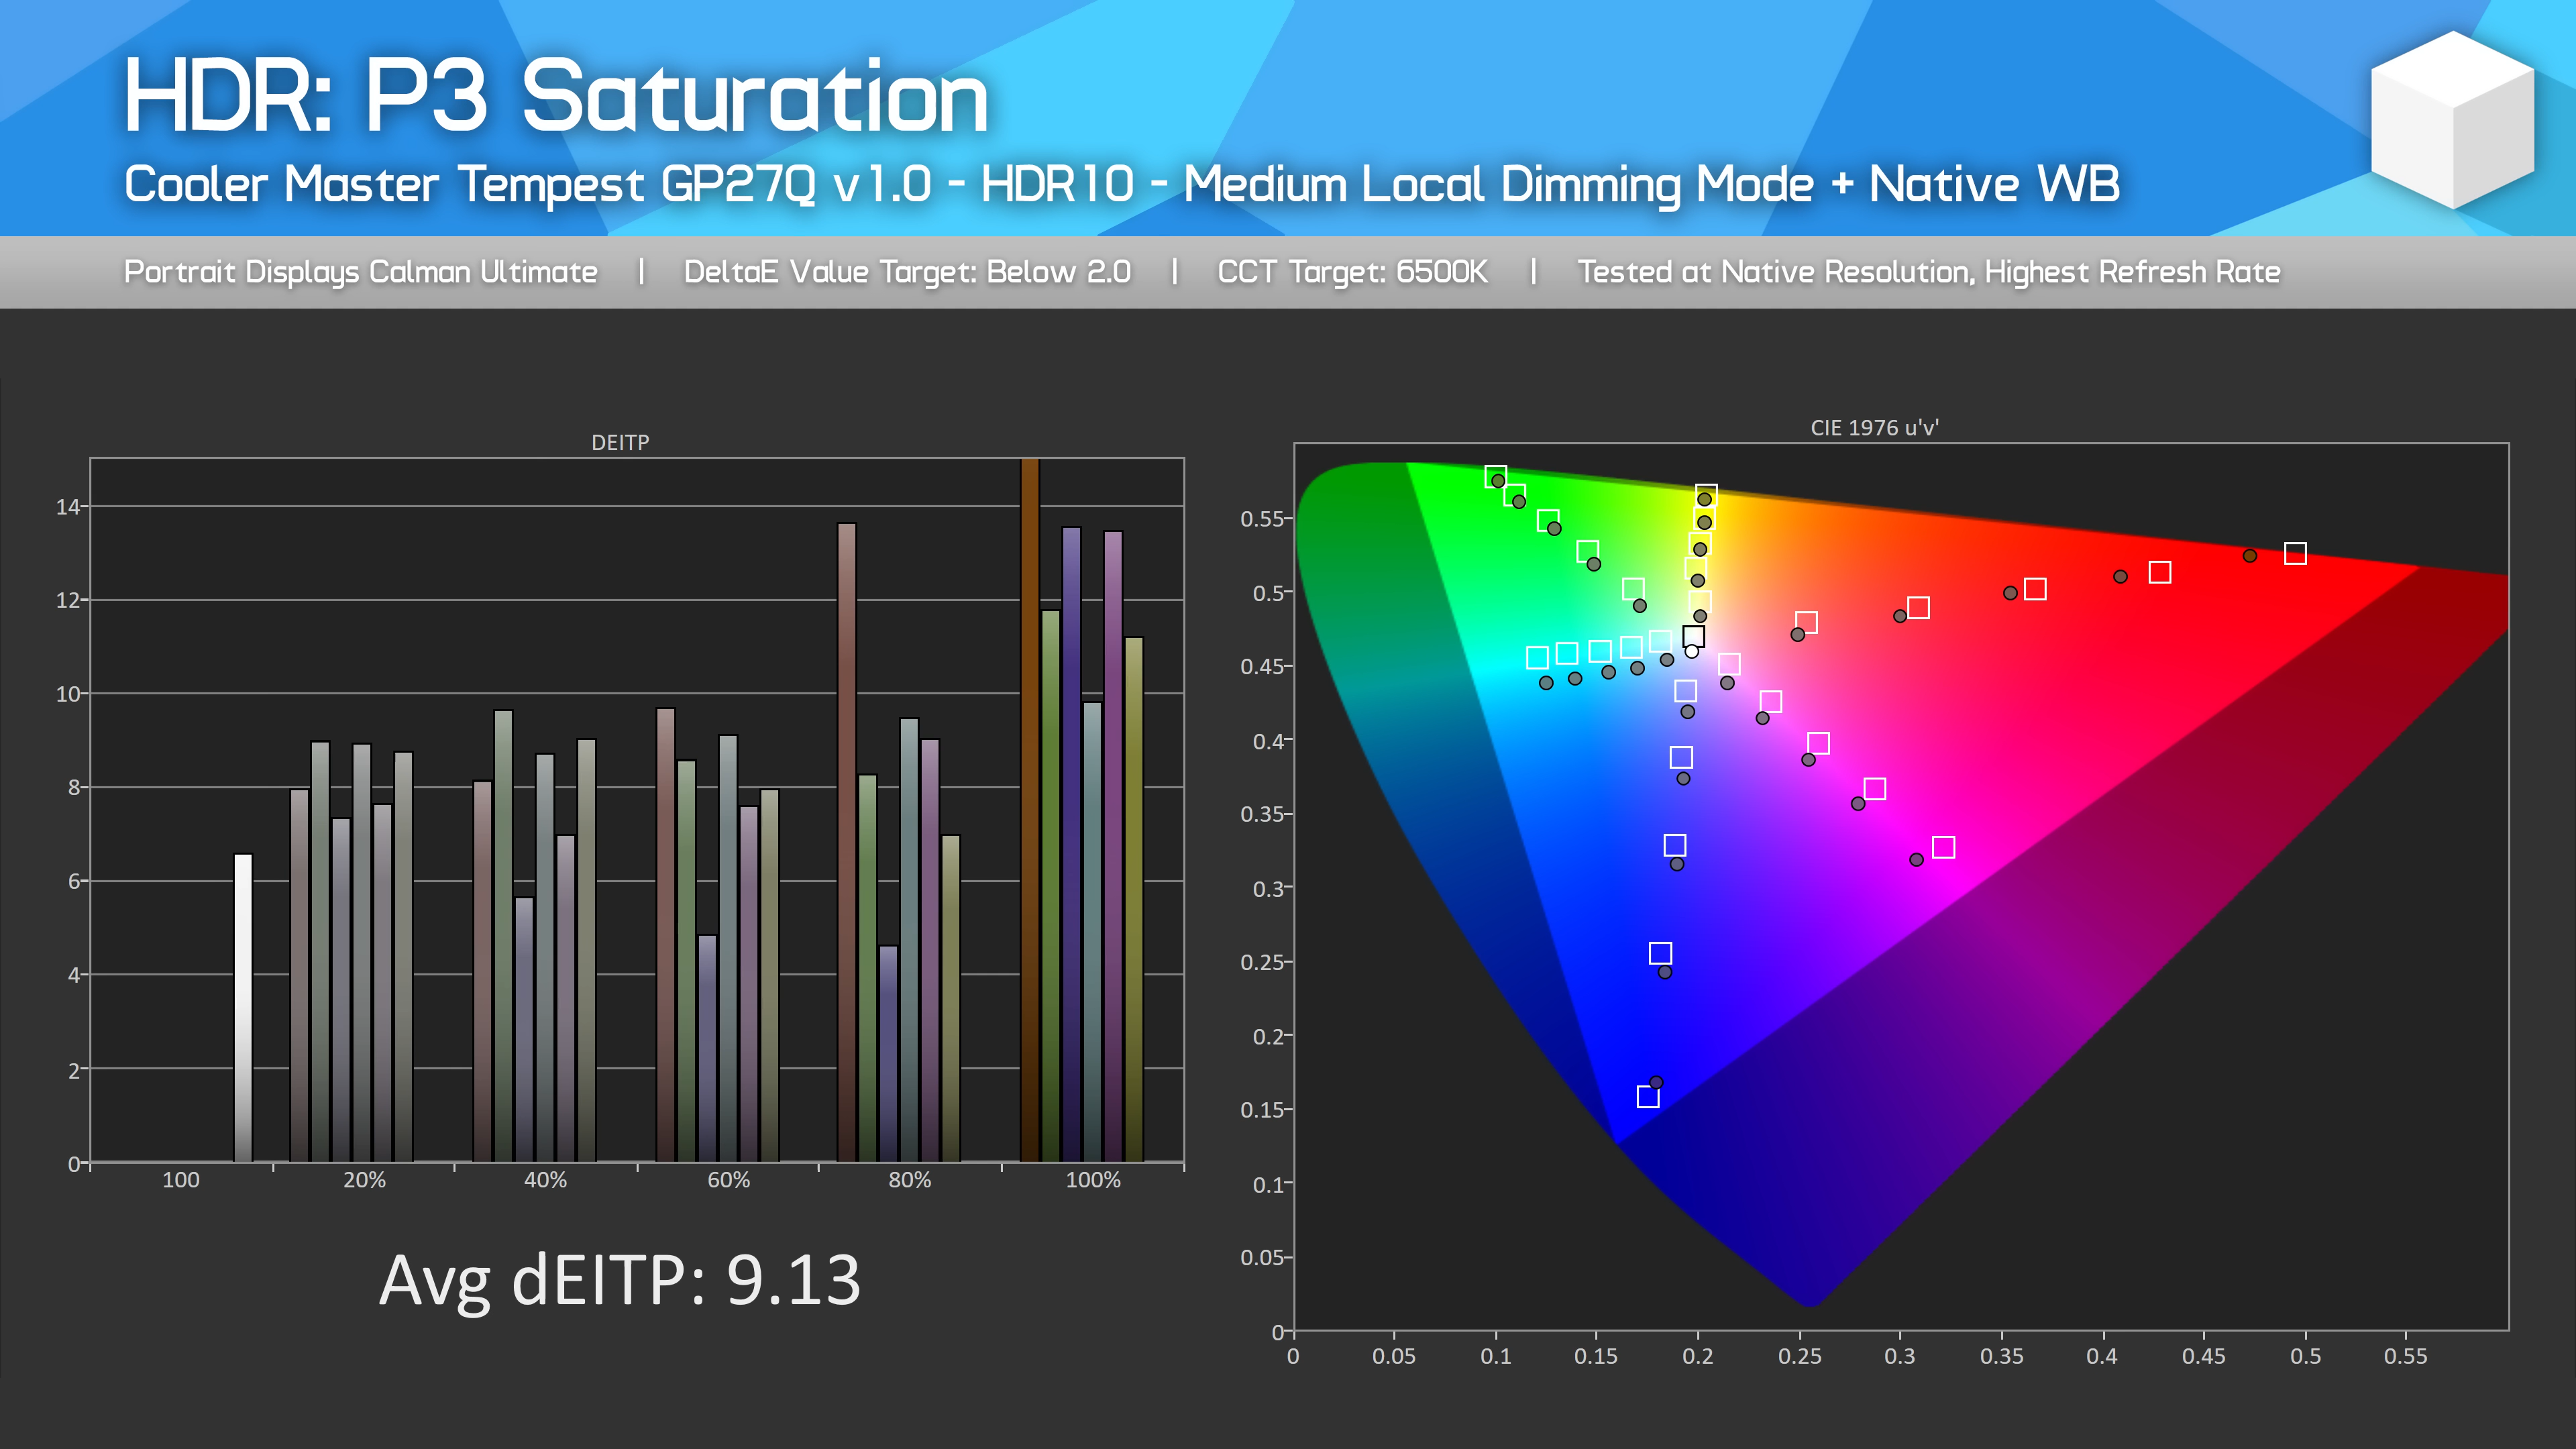 HDR: P3 Saturation
Cooler Master Tempest GP27Q v1.0 - HDR10 - Medium Local Dimming Mode + Native WB
Portrait Displays Calman Ultimate | DeltaE Value Target: Below 2.0 | CCT Target: 6500K | Tested at Native Resolution, Highest Refresh Rate
DEITP
14
12
10
8
6
4
2
0
100 20% 40% 60% 80% 100%
Avg dEITP: 9.13
CIE 1976 u'v'
0.55
0.5
0.45
0.4
0.35
0.3
0.25
0.2
0.15
0.1
0.05
0
0 0.05 0.1 0.15 0.2 0.25 0.3 0.35 0.4 0.45 0.5 0.55